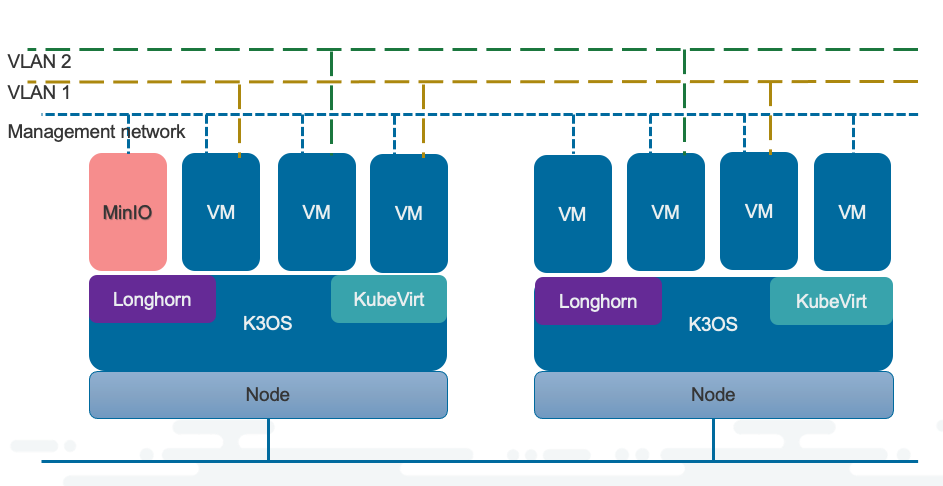 VLAN 2
VLAN 1
Management network
MinIO
VM
VM
VM
VM
VM
VM
VM
Longhorn
KubeVirt
K3OS
Longhorn
KubeVirt
K3OS
Node
Node